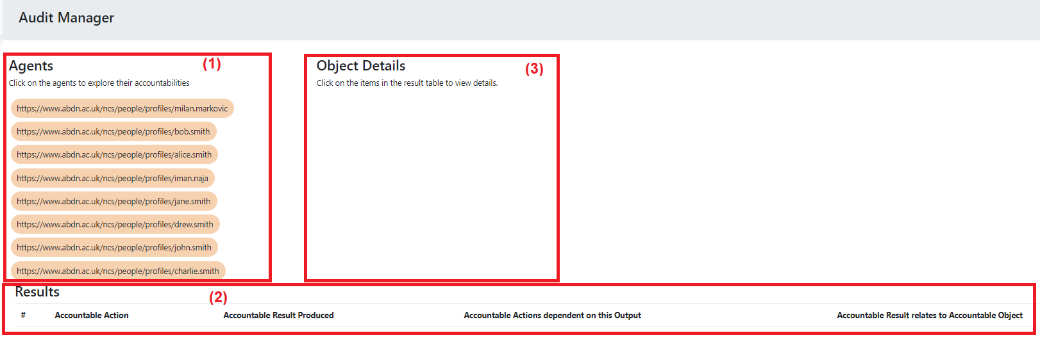 Audit Manager
Agents
(1)
Click on the agents to explore their accountabilities
https://www.abdn.ac.uk/ncs/people/profiles/milan.markovic
https://www.abdn.ac.uk/ncs/people/profiles/bob.smith
https://www.abdn.ac.uk/ncs/people/profiles/alice.smith
https://www.abdn.ac.uk/ncs/people/profiles/iman.naja
https://www.abdn.ac.uk/ncs/people/profiles/jane.smith
https://www.abdn.ac.uk/ncs/people/profiles/drew.smith
https://www.abdn.ac.uk/ncs/people/profiles/john.smith
https://www.abdn.ac.uk/ncs/people/profiles/charlie.smith
Object Details
(3)
Click on the items in the result table to view details.
Results
(2)
# Accountable Action Accountable Result Produced Accountable Actions dependent on this Output Accountable Result relates to Accountable Object